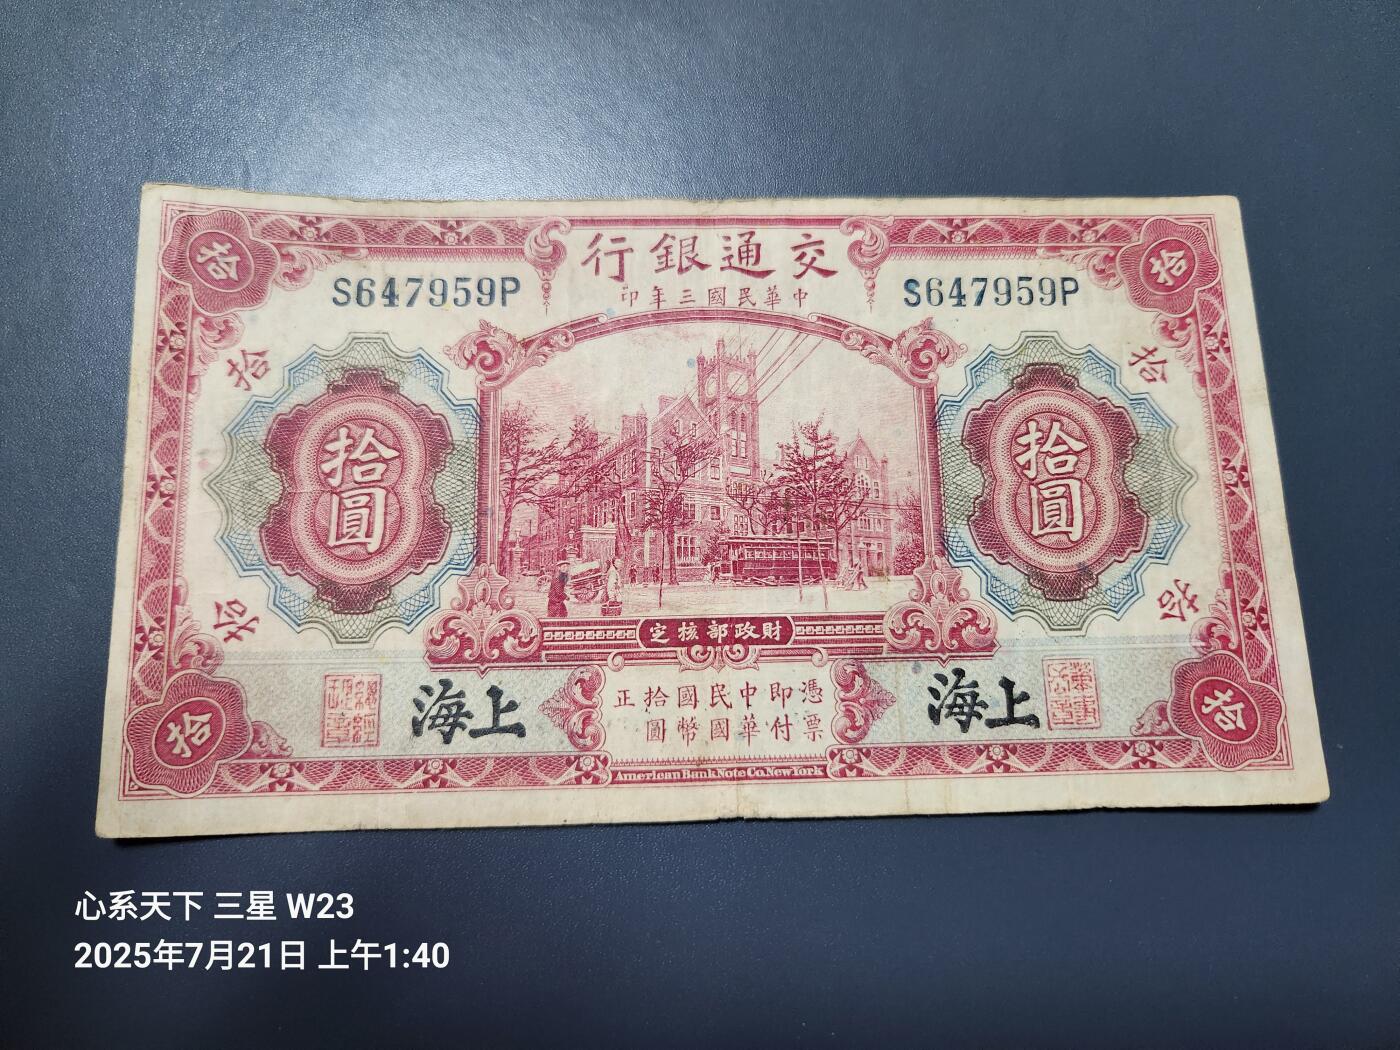 交通銀行
中華民國三年印
S647959P
S647959P
拾
拾
拾
拾
拾圓
拾圓
拾
拾
財政部核定
上海
上海
憑票
即付
中華
民國
國幣
拾圓
正
拾
拾
American Bank Note Co. New York
心系天下 三星 W23
2025年7月21日 上午1:40